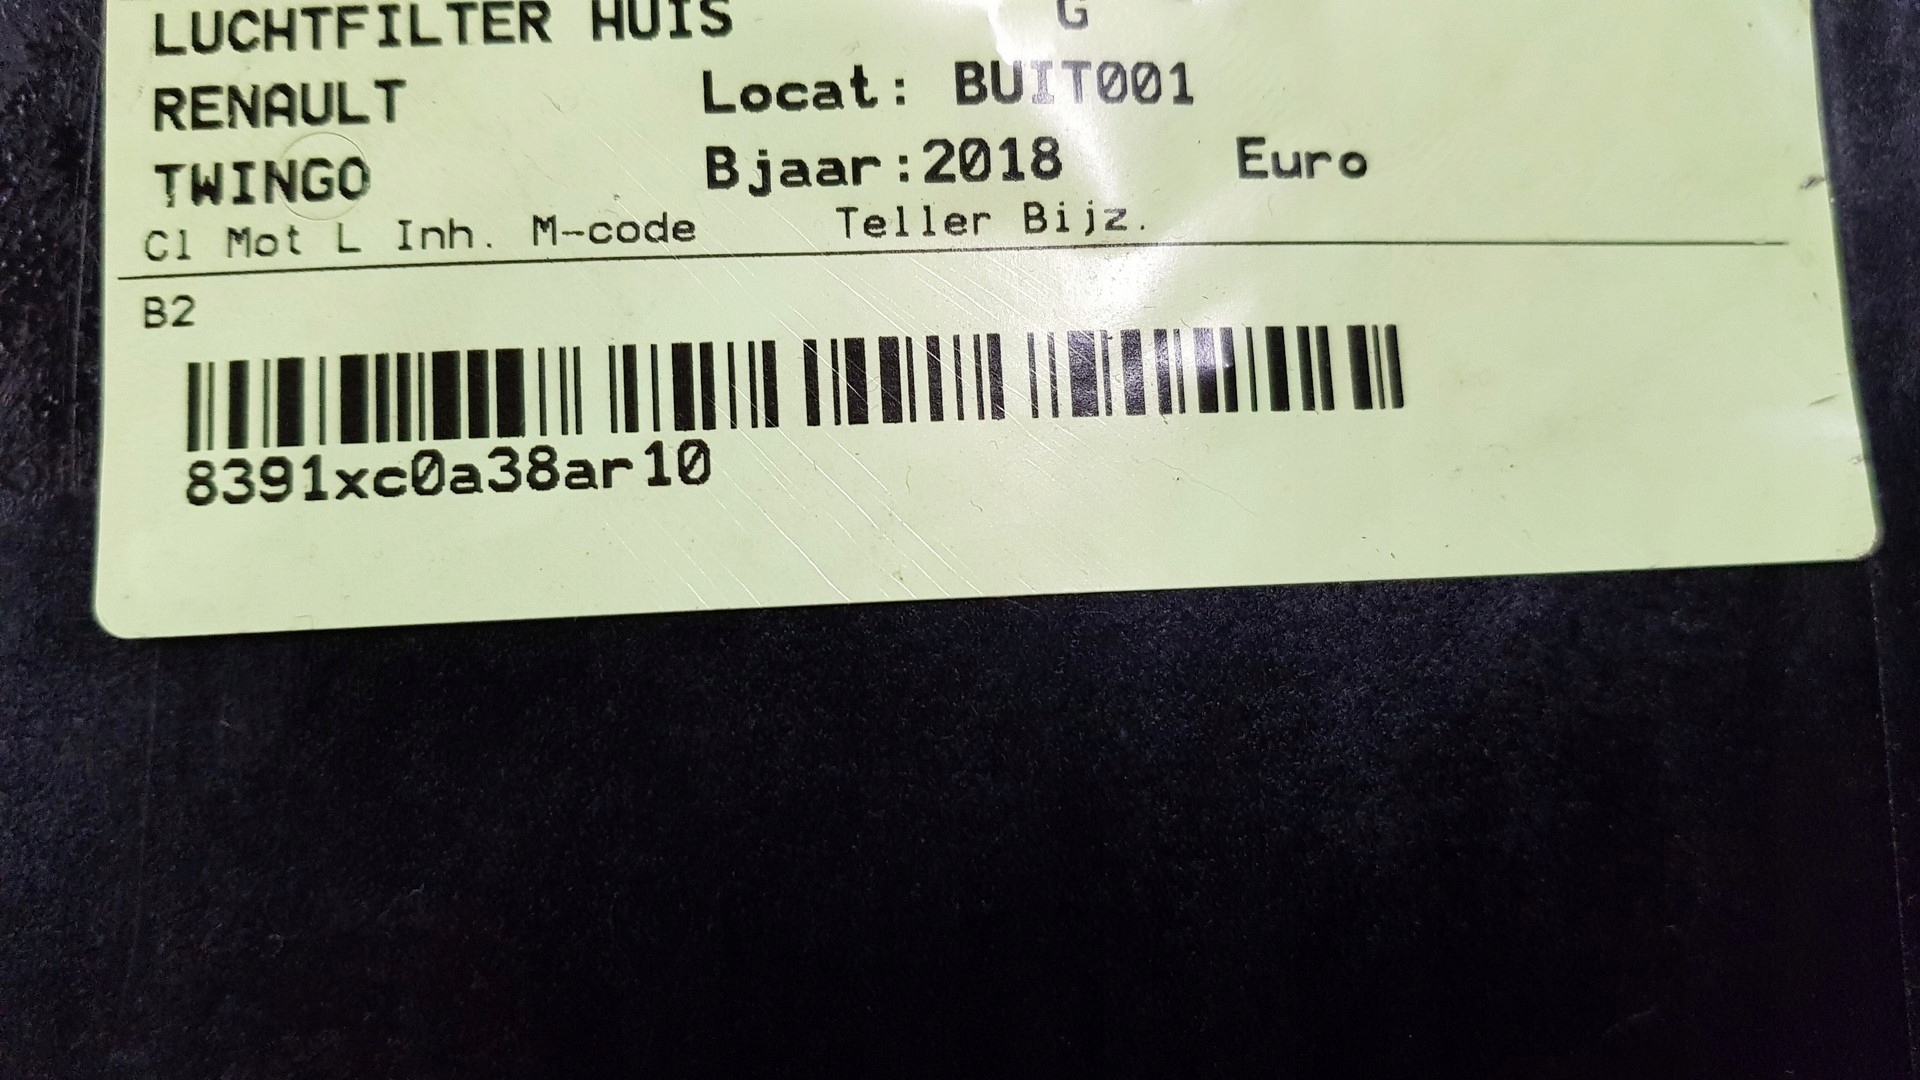 LUCHTFILTER HUIS G
RENAULT Locat: BUIT001
TWINGO Bjaar:2018 Euro
Cl Mot L Inh. M-code Teller Bijz.
B2
8391xc0a38ar10